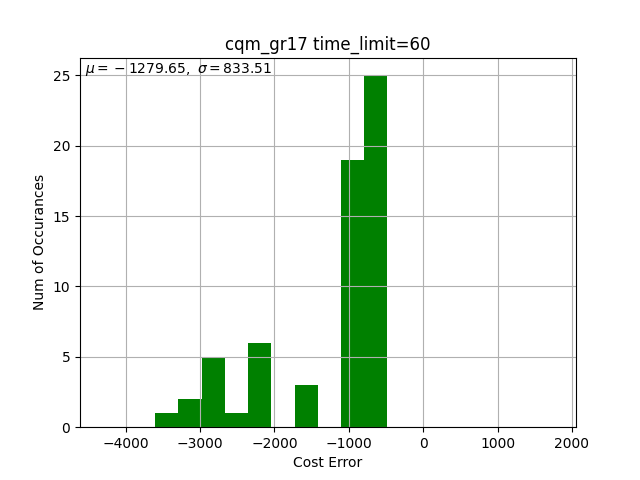 cqm_gr17 time_limit=60
μ = −1279.65, σ = 833.51
25
20
15
10
5
0
Num of Occurances
−4000 −3000 −2000 −1000 0 1000 2000
Cost Error